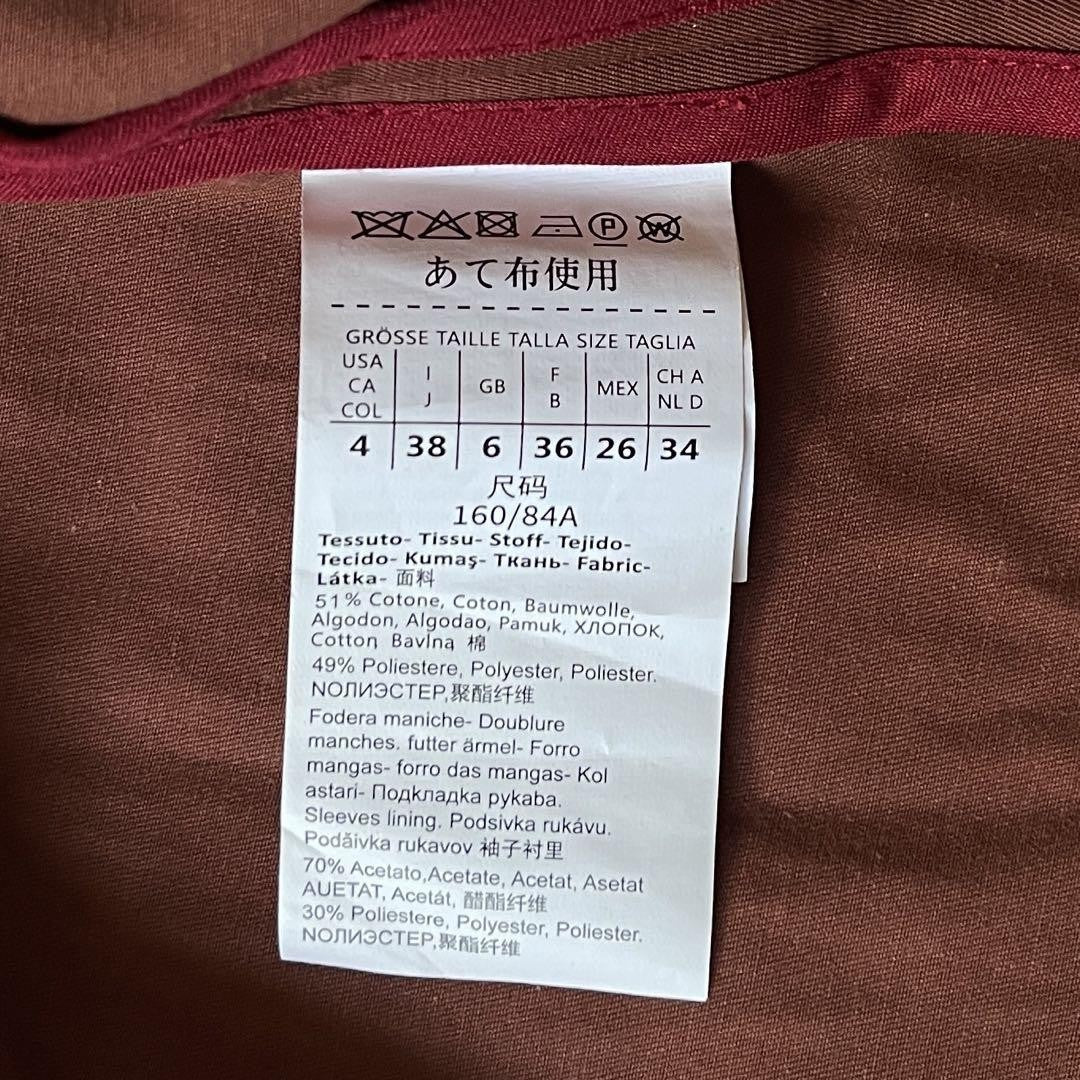 P W
あて布使用
GRÖSSE TAILLE TALLA SIZE TAGLIA
USA CA COL | I J | GB | F B | MEX | CH A NL D
4 | 38 | 6 | 36 | 26 | 34
尺码
160/84A
Tessuto- Tissu- Stoff- Tejido-
Tecido- Kumaş- Ткань- Fabric-
Látka- 面料
51% Cotone, Coton, Baumwolle,
Algodon, Algodao, Pamuk, ХЛОПОК,
Cotton, Bavlna, 棉
49% Poliestere, Polyester, Poliester.
NОЛИЭСТЕР,聚酯纤维
Fodera maniche- Doublure
manches. futter ärmel- Forro
mangas- forro das mangas- Kol
astarí- Подкладка рукаба.
Sleeves lining. Podsivka rukávu.
Podăivka rukavov 袖子衬里
70% Acetato,Acetate, Acetat, Asetat
AUETAT, Acetát, 醋酯纤维
30% Poliestere, Polyester, Poliester.
NОЛИЭСТЕР,聚酯纤维